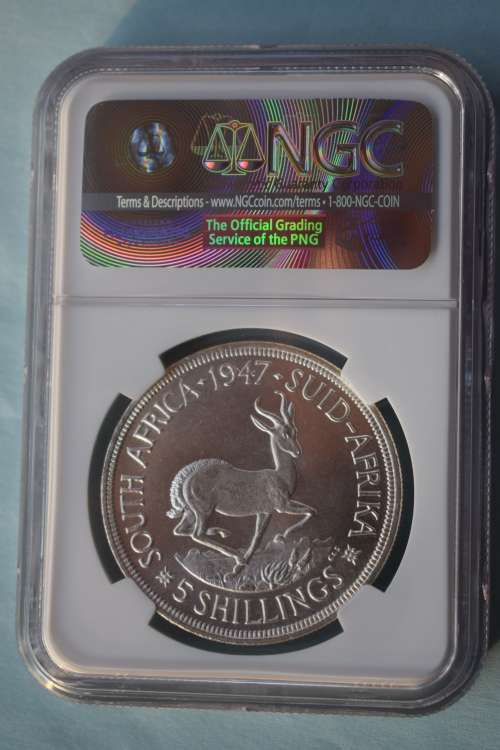 NGC
Terms & Descriptions - www.NGCcoin.com/terms • 1-800-NGC-COIN
The Official Grading
Service of the PNG
SOUTH AFRICA · 1947 · SUID-AFRIKA
5 SHILLINGS